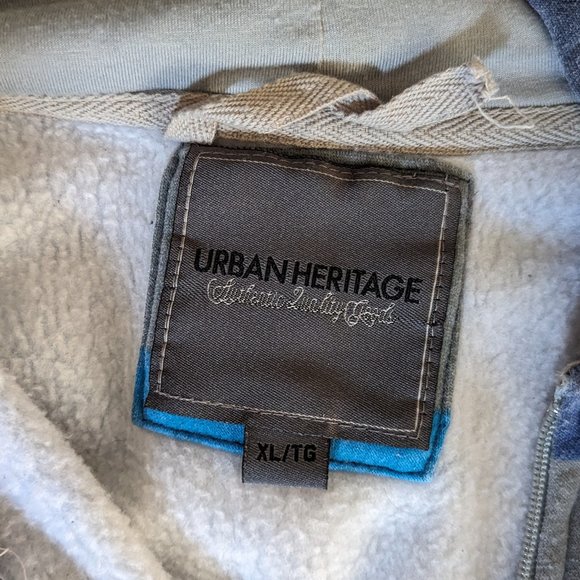 URBAN HERITAGE
Authentic Quality Goods
XL/TG